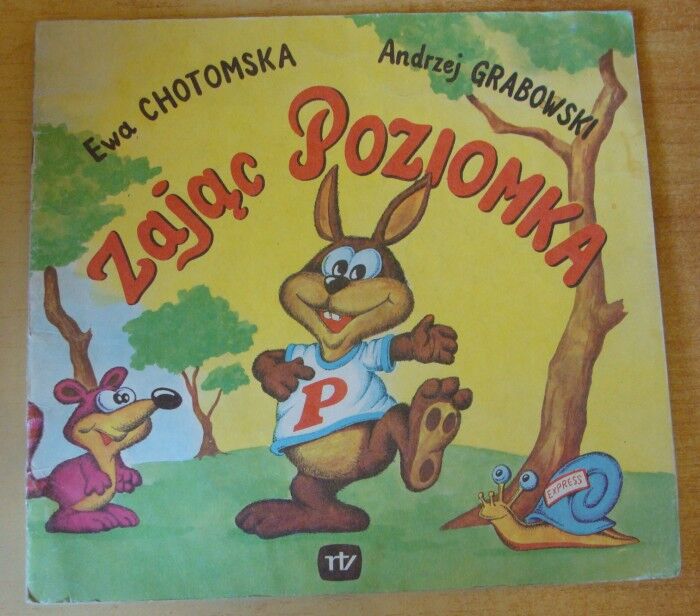 Ewa CHOTOMSKA
Andrzej GRABOWSKI
Zając POZIOMKA
P
EXPRESS
rtv